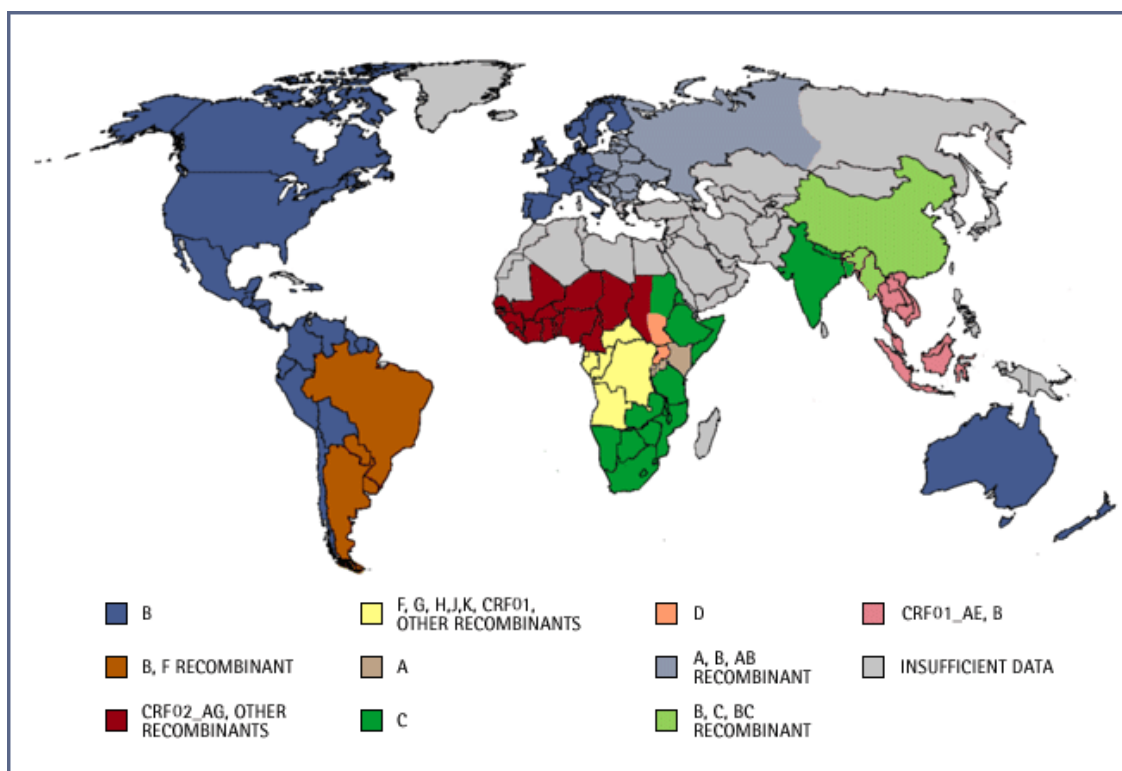 B
B, F RECOMBINANT
CRF02_AG, OTHER
RECOMBINANTS
F, G, H,J,K, CRF01,
OTHER RECOMBINANTS
A
C
D
A, B, AB
RECOMBINANT
B, C, BC
RECOMBINANT
CRF01_AE, B
INSUFFICIENT DATA